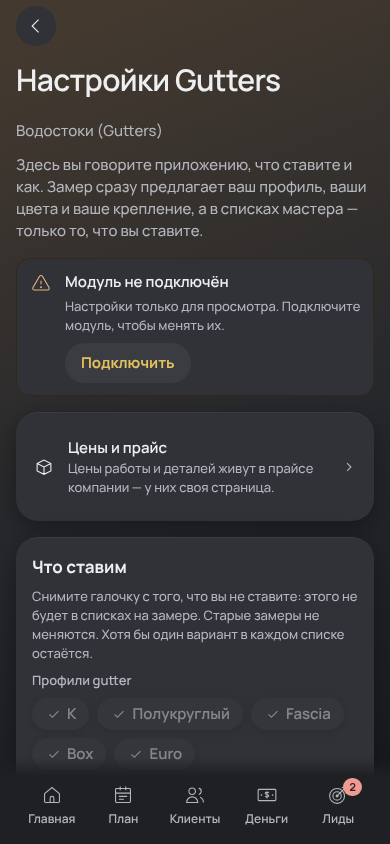 Настройки Gutters
Водостоки (Gutters)
Здесь вы говорите приложению, что ставите и
как. Замер сразу предлагает ваш профиль, ваши
цвета и ваше крепление, а в списках мастера —
только то, что вы ставите.
Модуль не подключён
Настройки только для просмотра. Подключите
модуль, чтобы менять их.
Подключить
Цены и прайс
Цены работы и деталей живут в прайсе
компании — у них своя страница.
Что ставим
Снимите галочку с того, что вы не ставите: этого не
будет в списках на замере. Старые замеры не
меняются. Хотя бы один вариант в каждом списке
остаётся.
Профили gutter
K Полукруглый Fascia
Box Euro
2
Главная План Клиенты Деньги Лиды